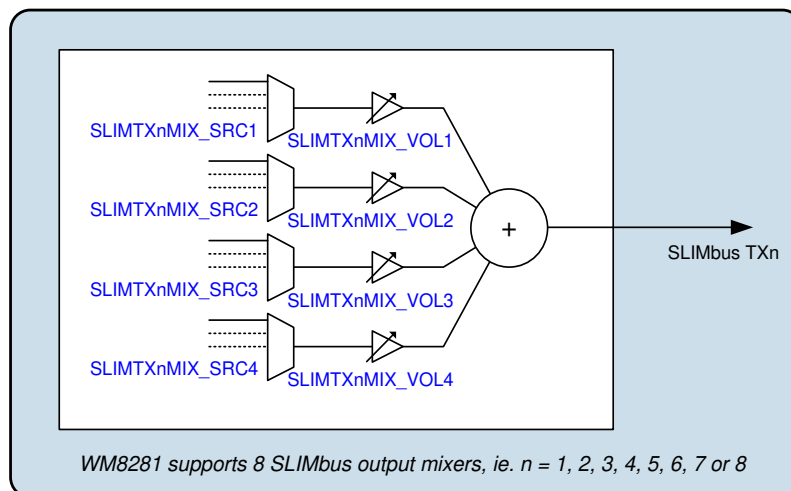 SLIMTXnMIX_SRC1
SLIMTXnMIX_VOL1
SLIMTXnMIX_SRC2
SLIMTXnMIX_VOL2
+
SLIMbus TXn
SLIMTXnMIX_SRC3
SLIMTXnMIX_VOL3
SLIMTXnMIX_SRC4
SLIMTXnMIX_VOL4
WM8281 supports 8 SLIMbus output mixers, ie. n = 1, 2, 3, 4, 5, 6, 7 or 8